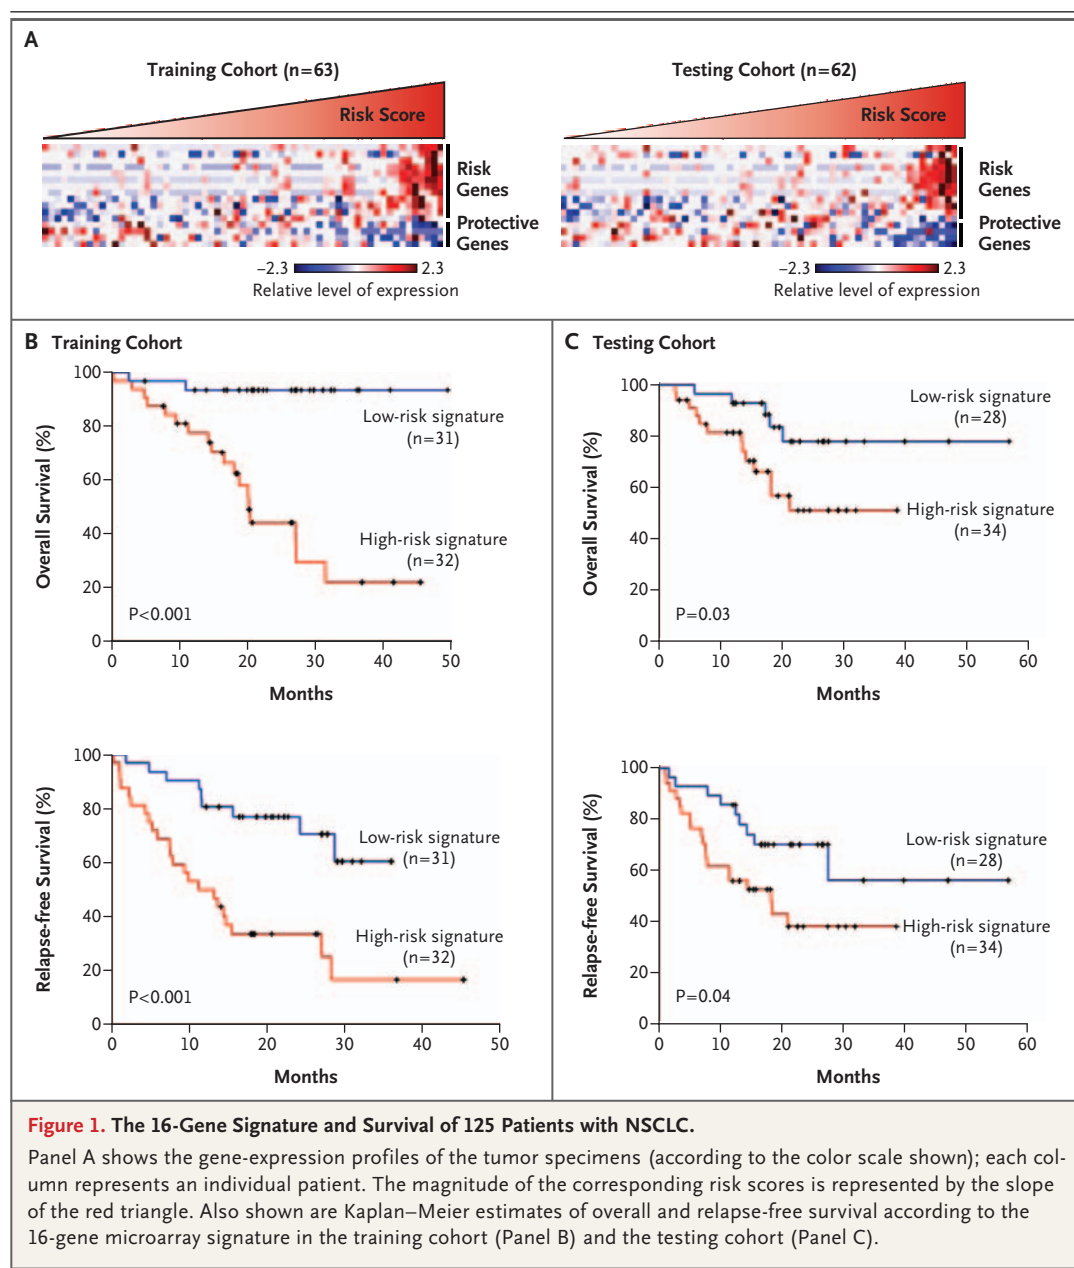 A
Training Cohort (n=63)
Risk Score
Risk
Genes
Protective
Genes
–2.3
2.3
Relative level of expression
Testing Cohort (n=62)
Risk Score
Risk
Genes
Protective
Genes
–2.3
2.3
Relative level of expression
B Training Cohort
Overall Survival (%)
100
80
60
40
20
0
Low-risk signature
(n=31)
High-risk signature
(n=32)
P<0.001
0 10 20 30 40 50
Months
Relapse-free Survival (%)
100
80
60
40
20
0
Low-risk signature
(n=31)
High-risk signature
(n=32)
P<0.001
0 10 20 30 40 50
Months
C Testing Cohort
Overall Survival (%)
100
80
60
40
20
0
Low-risk signature
(n=28)
High-risk signature
(n=34)
P=0.03
0 10 20 30 40 50 60
Months
Relapse-free Survival (%)
100
80
60
40
20
0
Low-risk signature
(n=28)
High-risk signature
(n=34)
P=0.04
0 10 20 30 40 50 60
Months
Figure 1. The 16-Gene Signature and Survival of 125 Patients with NSCLC.
Panel A shows the gene-expression profiles of the tumor specimens (according to the color scale shown); each col-
umn represents an individual patient. The magnitude of the corresponding risk scores is represented by the slope
of the red triangle. Also shown are Kaplan–Meier estimates of overall and relapse-free survival according to the
16-gene microarray signature in the training cohort (Panel B) and the testing cohort (Panel C).